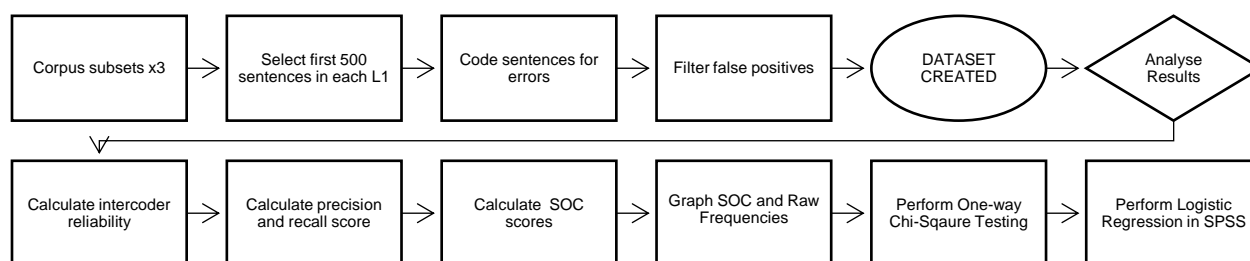 Corpus subsets x3
Select first 500
sentences in each L1
Code sentences for
errors
Filter false positives
DATASET
CREATED
Analyse
Results
Calculate intercoder
reliability
Calculate precision
and recall score
Calculate SOC
scores
Graph SOC and Raw
Frequencies
Perform One-way
Chi-Sqaure Testing
Perform Logistic
Regression in SPSS